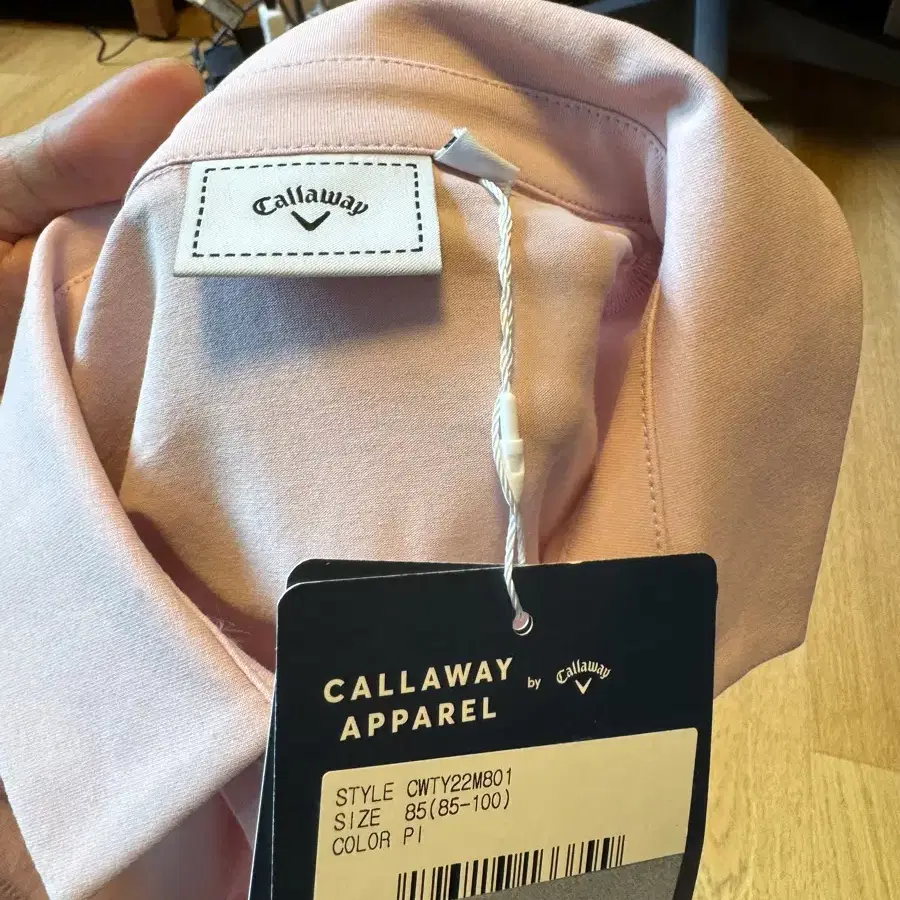 Callaway
CALLAWAY
APPAREL
by
Callaway
STYLE CWTY22M801
SIZE 85(85-100)
COLOR PI